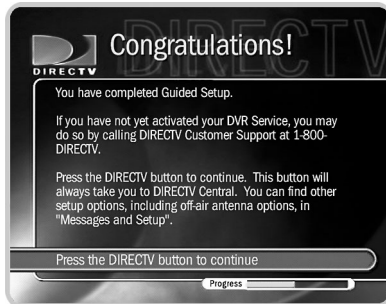 DIRECTV
Congratulations!
DIRECTV
You have completed Guided Setup.
If you have not yet activated your DVR Service, you may
do so by calling DIRECTV Customer Support at 1-800-
DIRECTV.
Press the DIRECTV button to continue. This button will
always take you to DIRECTV Central. You can find other
setup options, including off-air antenna options, in
"Messages and Setup".
Press the DIRECTV button to continue
Progress